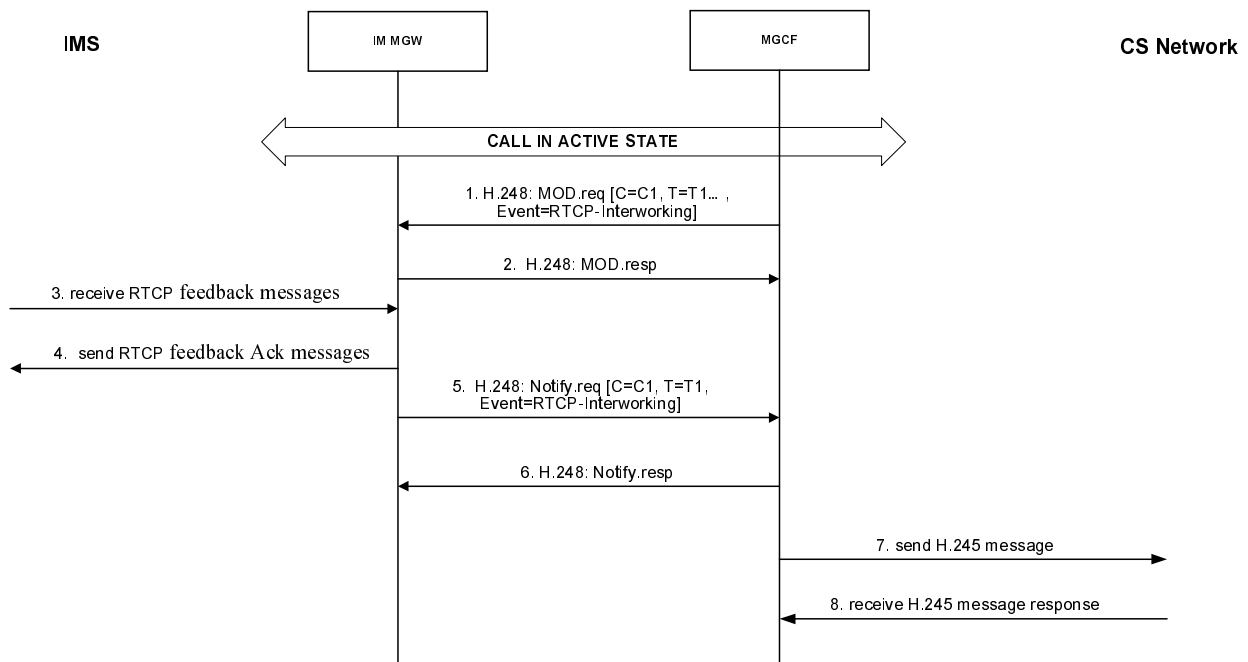 IMS
IM MGW
MGCF
CS Network
CALL IN ACTIVE STATE
1. H.248: MOD.req [C=C1, T=T1... ,
Event=RTCP-Interworking]
2. H.248: MOD.resp
3. receive RTCP feedback messages
4. send RTCP feedback Ack messages
5. H.248: Notify.req [C=C1, T=T1,
Event=RTCP-Interworking]
6. H.248: Notify.resp
7. send H.245 message
8. receive H.245 message response